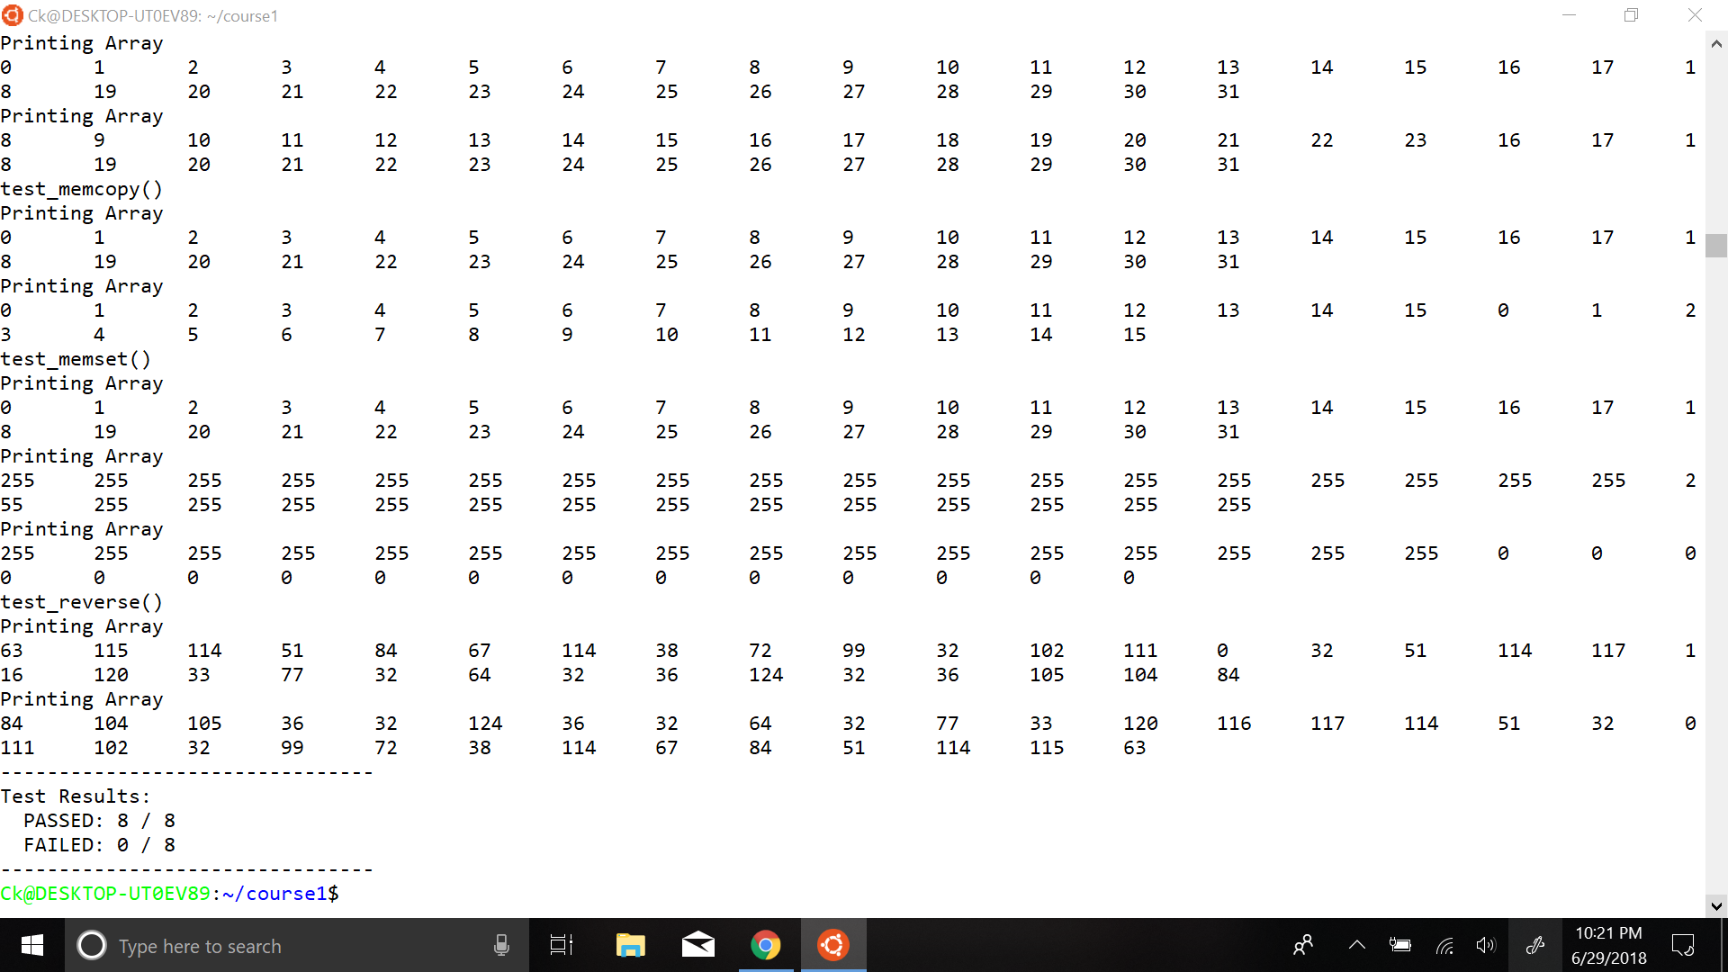 Ck@DESKTOP-UT0EV89: ~/course1
Printing Array
0 1 2 3 4 5 6 7 8 9 10 11 12 13 14 15 16 17 1
8 19 20 21 22 23 24 25 26 27 28 29 30 31
Printing Array
8 9 10 11 12 13 14 15 16 17 18 19 20 21 22 23 16 17 1
8 19 20 21 22 23 24 25 26 27 28 29 30 31
test_memcopy()
Printing Array
0 1 2 3 4 5 6 7 8 9 10 11 12 13 14 15 16 17 1
8 19 20 21 22 23 24 25 26 27 28 29 30 31
Printing Array
0 1 2 3 4 5 6 7 8 9 10 11 12 13 14 15 0 1 2
3 4 5 6 7 8 9 10 11 12 13 14 15
test_memset()
Printing Array
0 1 2 3 4 5 6 7 8 9 10 11 12 13 14 15 16 17 1
8 19 20 21 22 23 24 25 26 27 28 29 30 31
Printing Array
255 255 255 255 255 255 255 255 255 255 255 255 255 255 255 255 255 255 2
55 255 255 255 255 255 255 255 255 255 255 255 255 255
Printing Array
255 255 255 255 255 255 255 255 255 255 255 255 255 255 255 255 0 0 0
0 0 0 0 0 0 0 0 0 0 0 0 0
test_reverse()
Printing Array
63 115 114 51 84 67 114 38 72 99 32 102 111 0 32 51 114 117 1
16 120 33 77 32 64 32 36 124 32 36 105 104 84
Printing Array
84 104 105 36 32 124 36 32 64 32 77 33 120 116 117 114 51 32 0
111 102 32 99 72 38 114 67 84 51 114 115 63
--------------------------------
Test Results:
PASSED: 8 / 8
FAILED: 0 / 8
--------------------------------
Ck@DESKTOP-UT0EV89:~/course1$
Type here to search
10:21 PM
6/29/2018